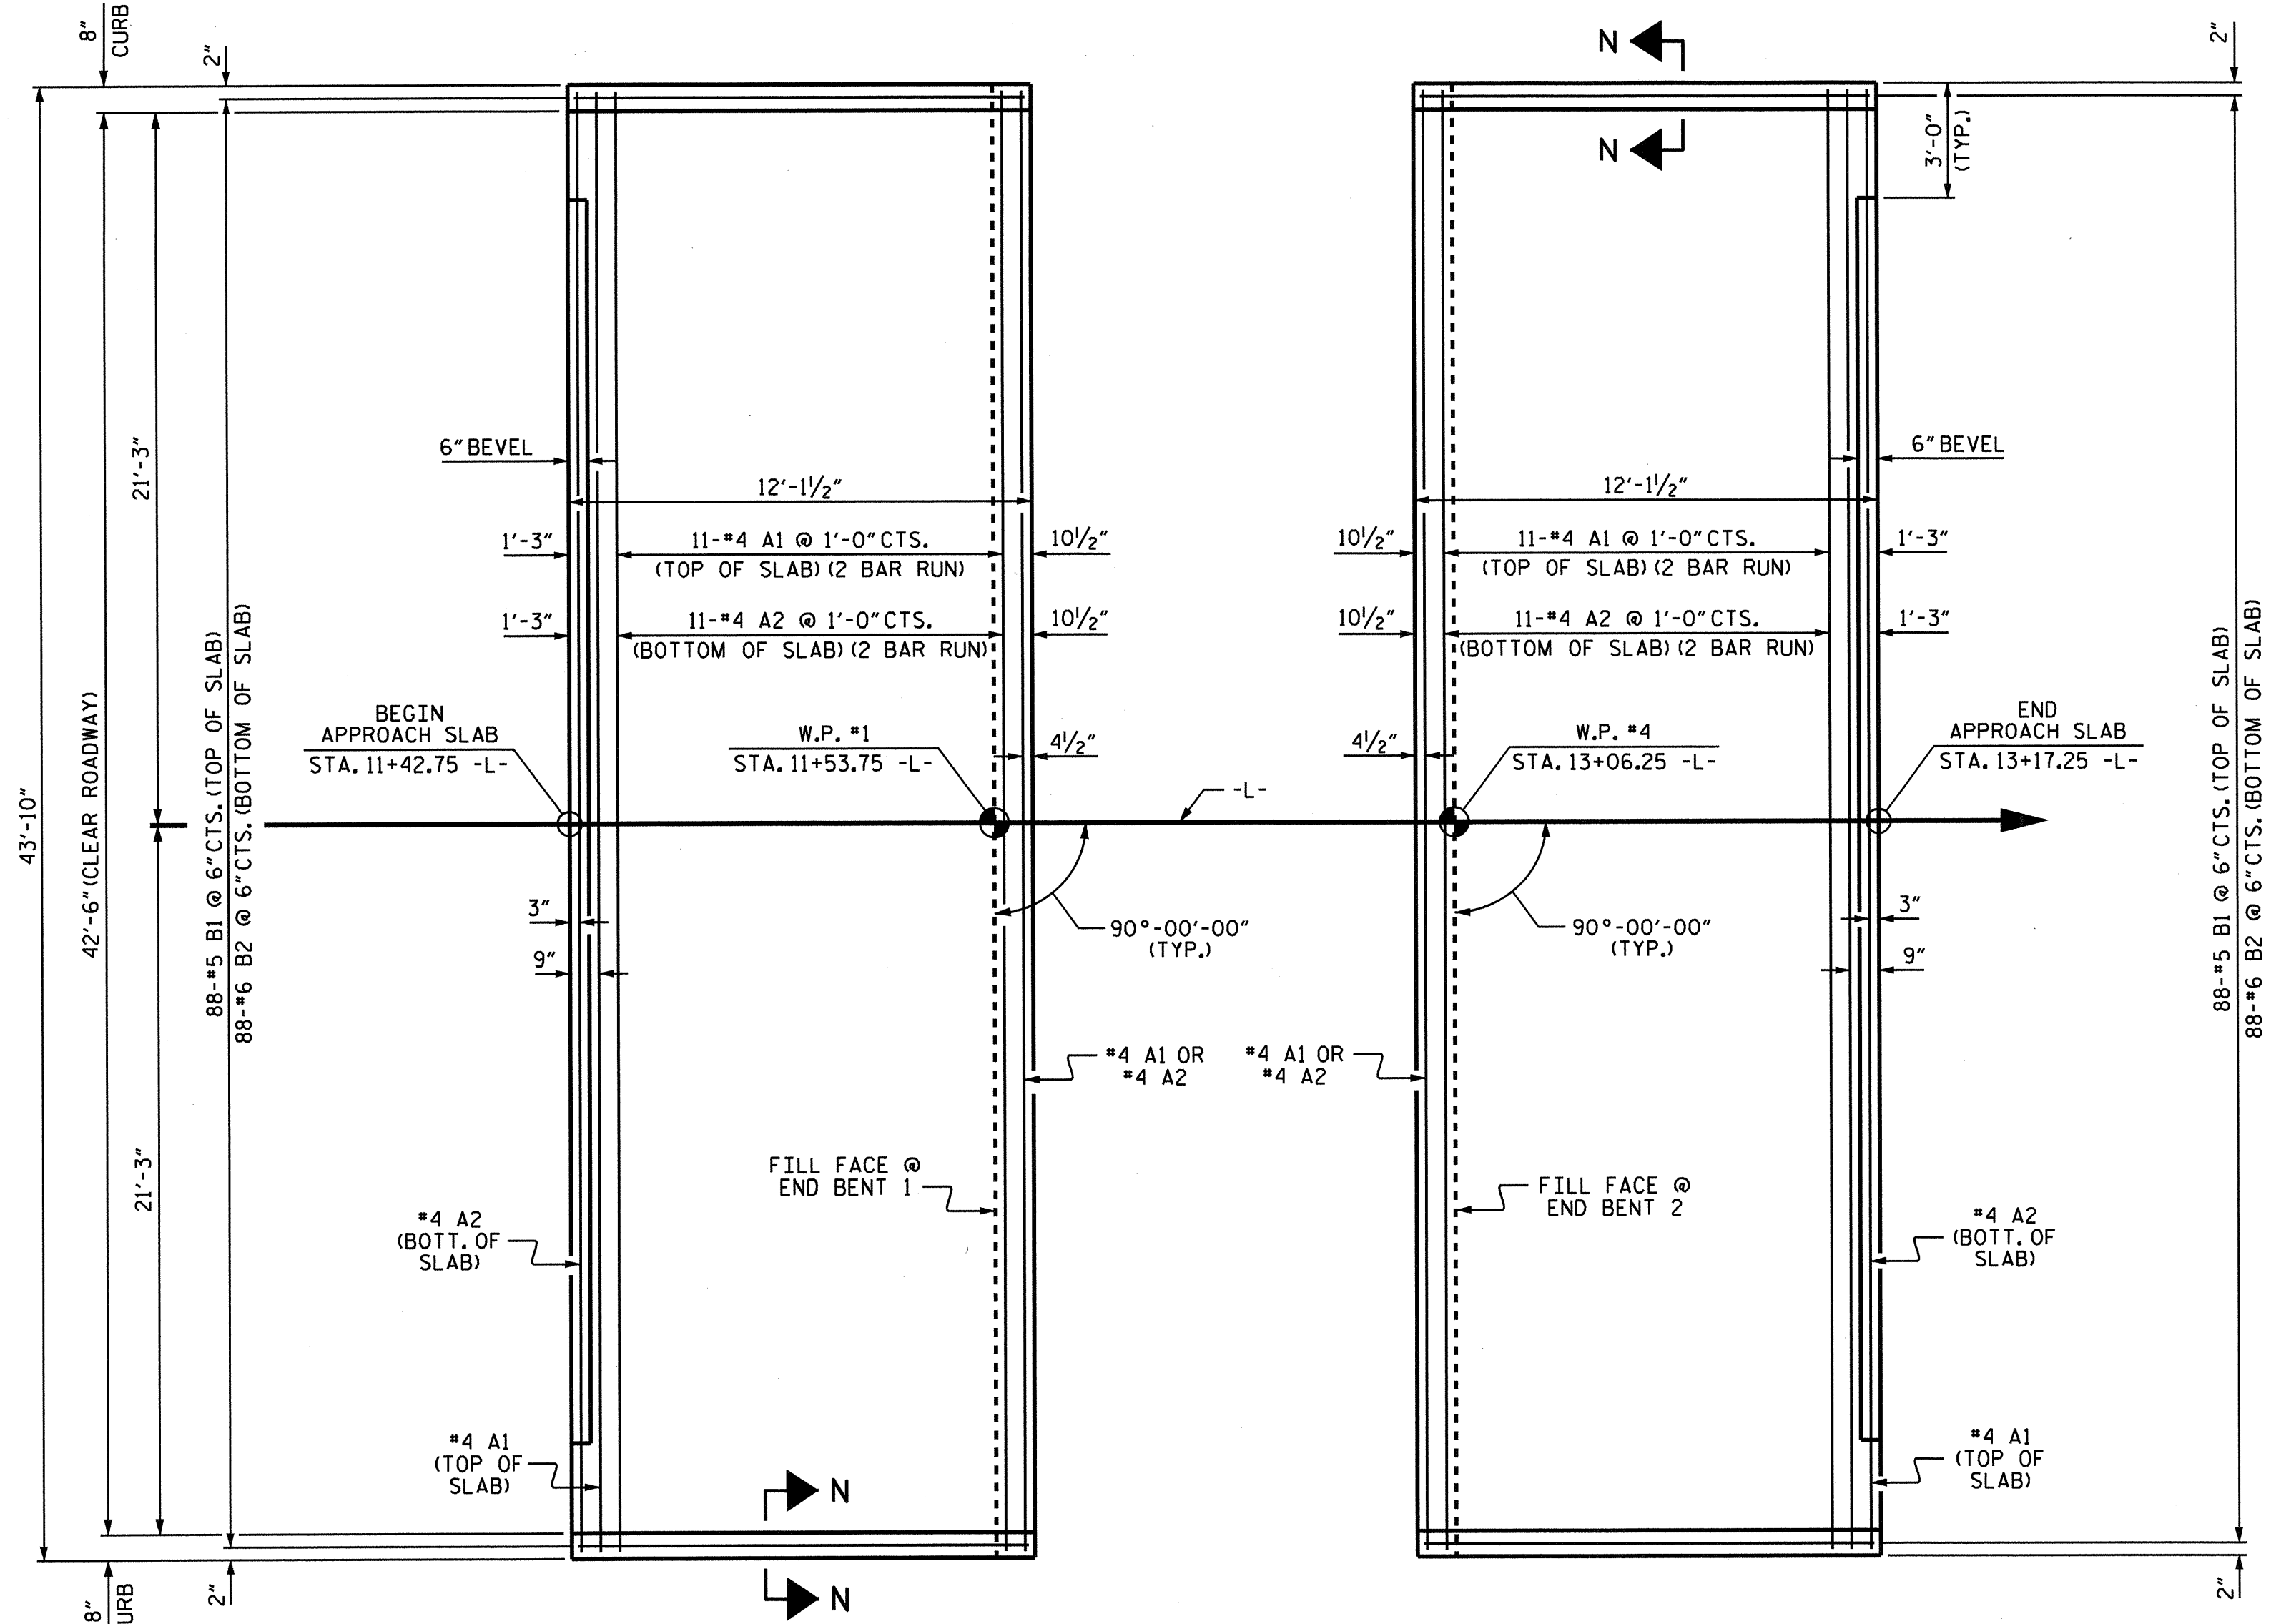 8"
CURB
2"
N
N
2"
3'-0"
(TYP.)
43'-10"
42'-6" (CLEAR ROADWAY)
21'-3"
21'-3"
88-#5 B1 @ 6" CTS. (TOP OF SLAB)
88-#6 B2 @ 6" CTS. (BOTTOM OF SLAB)
6" BEVEL
6" BEVEL
12'-1½"
12'-1½"
1'-3"
11-#4 A1 @ 1'-0" CTS.
(TOP OF SLAB) (2 BAR RUN)
10½"
10½"
11-#4 A1 @ 1'-0" CTS.
(TOP OF SLAB) (2 BAR RUN)
1'-3"
1'-3"
11-#4 A2 @ 1'-0" CTS.
(BOTTOM OF SLAB) (2 BAR RUN)
10½"
10½"
11-#4 A2 @ 1'-0" CTS.
(BOTTOM OF SLAB) (2 BAR RUN)
1'-3"
BEGIN
APPROACH SLAB
STA. 11+42.75 -L-
W.P. #1
STA. 11+53.75 -L-
4½"
4½"
W.P. #4
STA. 13+06.25 -L-
END
APPROACH SLAB
STA. 13+17.25 -L-
-L-
3"
9"
90°-00'-00"
(TYP.)
90°-00'-00"
(TYP.)
3"
9"
88-#5 B1 @ 6" CTS. (TOP OF SLAB)
88-#6 B2 @ 6" CTS. (BOTTOM OF SLAB)
#4 A1 OR
#4 A2
#4 A1 OR
#4 A2
FILL FACE @
END BENT 1
FILL FACE @
END BENT 2
#4 A2
(BOTT. OF
SLAB)
#4 A2
(BOTT. OF
SLAB)
#4 A1
(TOP OF
SLAB)
#4 A1
(TOP OF
SLAB)
N
N
8"
URB
2"
2"